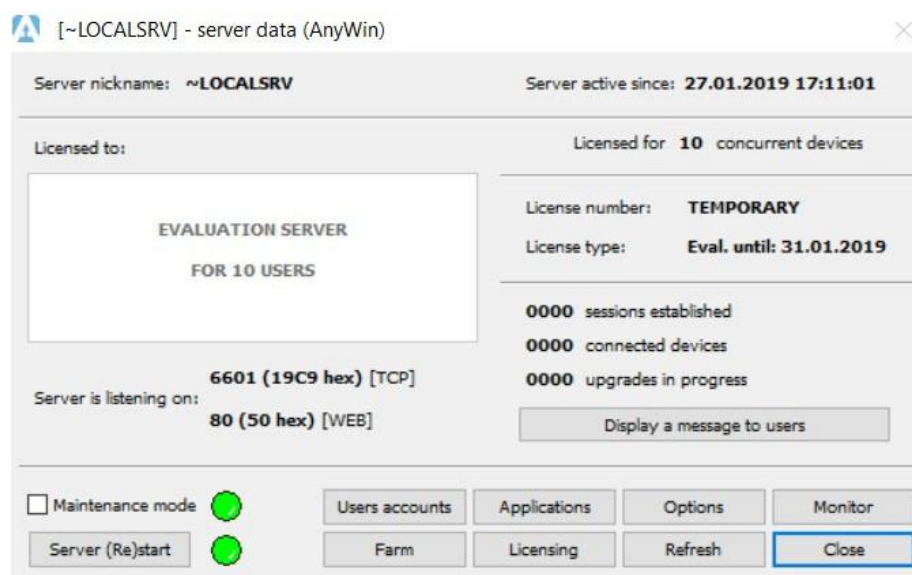 [~LOCALSRV] - server data (AnyWin)
Server nickname: ~LOCALSRV
Server active since: 27.01.2019 17:11:01
Licensed to:
Licensed for 10 concurrent devices
EVALUATION SERVER
FOR 10 USERS
License number: TEMPORARY
License type: Eval. until: 31.01.2019
0000 sessions established
0000 connected devices
0000 upgrades in progress
Server is listening on:
6601 (19C9 hex) [TCP]
80 (50 hex) [WEB]
Display a message to users
Maintenance mode
Users accounts
Applications
Options
Monitor
Server (Re)start
Farm
Licensing
Refresh
Close